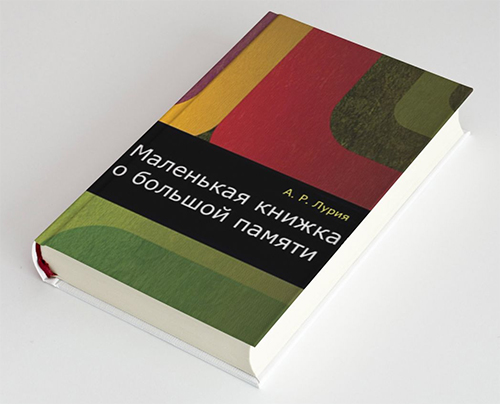 А. Р. Лурия
Маленькая книжка
о большой памяти